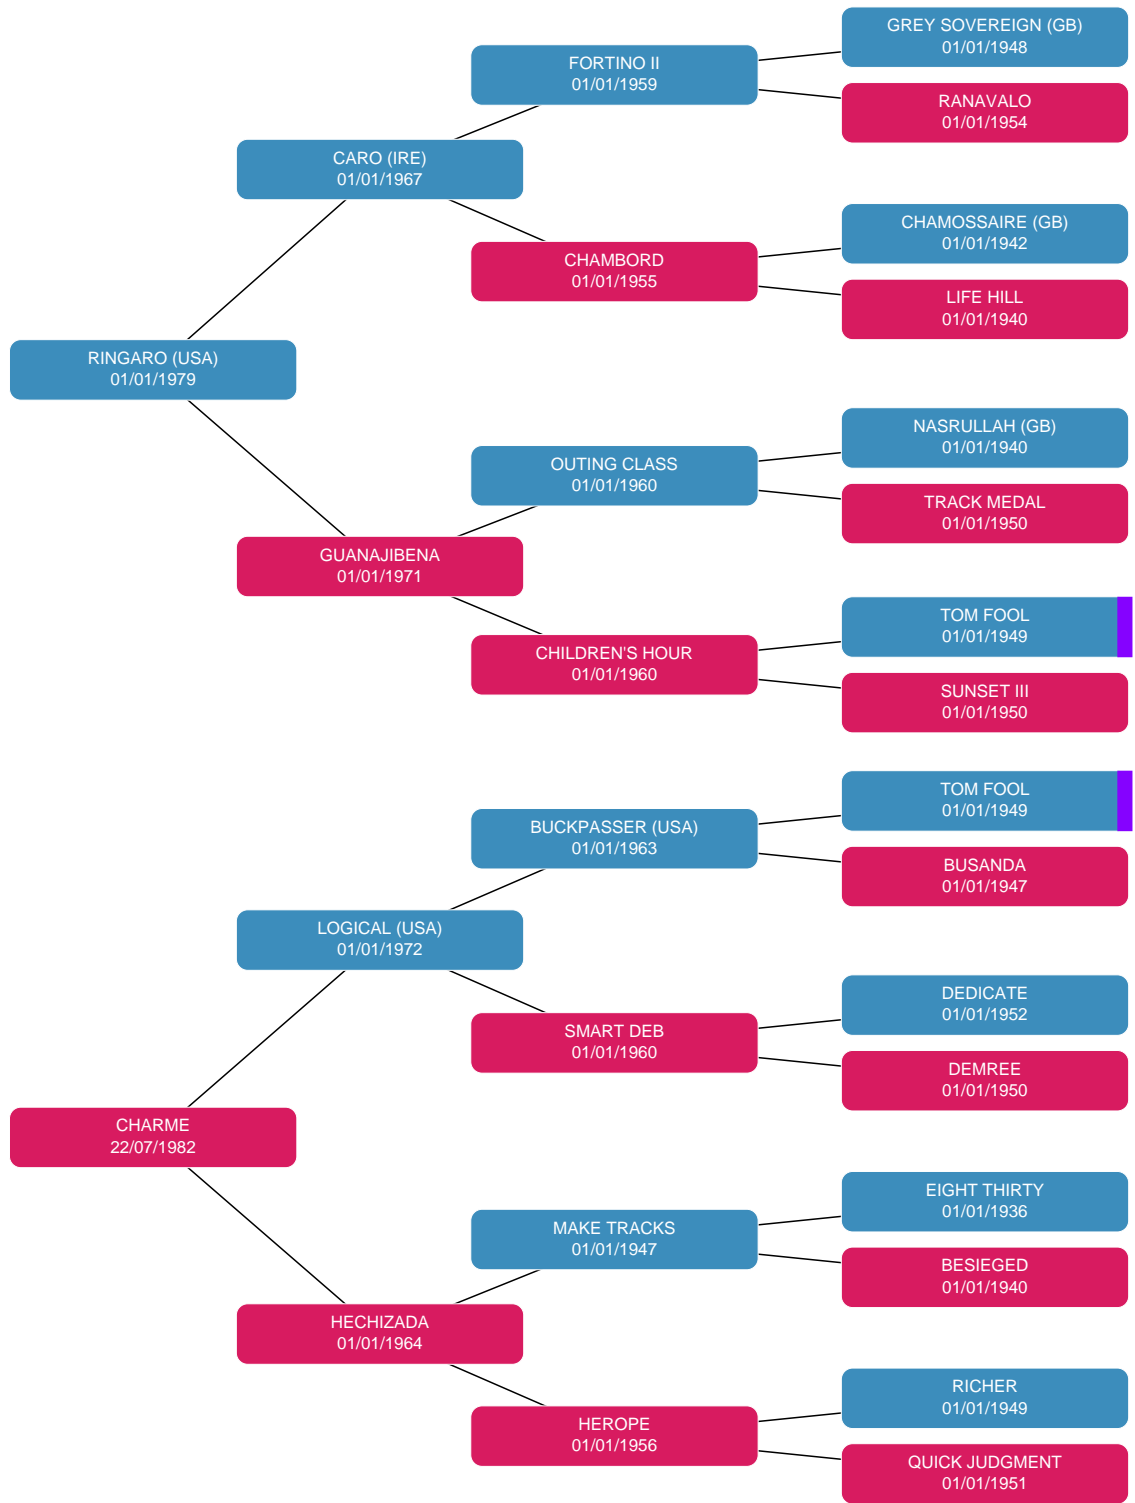 GREY SOVEREIGN (GB)
01/01/1948
FORTINO II
01/01/1959
RANAVALO
01/01/1954
CARO (IRE)
01/01/1967
CHAMOSSAIRE (GB)
01/01/1942
CHAMBORD
01/01/1955
LIFE HILL
01/01/1940
RINGARO (USA)
01/01/1979
NASRULLAH (GB)
01/01/1940
OUTING CLASS
01/01/1960
TRACK MEDAL
01/01/1950
GUANAJIBENA
01/01/1971
TOM FOOL
01/01/1949
CHILDREN'S HOUR
01/01/1960
SUNSET III
01/01/1950
TOM FOOL
01/01/1949
BUCKPASSER (USA)
01/01/1963
BUSANDA
01/01/1947
LOGICAL (USA)
01/01/1972
DEDICATE
01/01/1952
SMART DEB
01/01/1960
DEMREE
01/01/1950
CHARME
22/07/1982
EIGHT THIRTY
01/01/1936
MAKE TRACKS
01/01/1947
BESIEGED
01/01/1940
HECHIZADA
01/01/1964
RICHER
01/01/1949
HEROPE
01/01/1956
QUICK JUDGMENT
01/01/1951